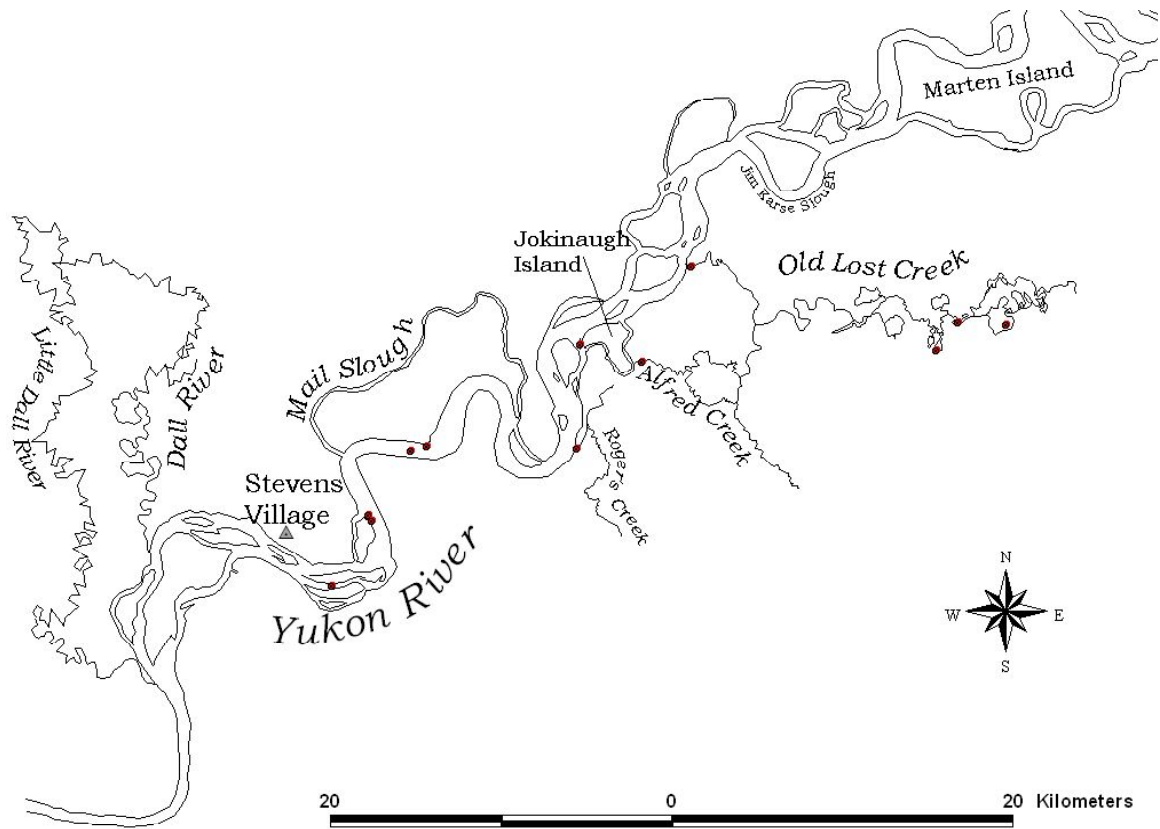 Marten Island
Jim Karse Slough
Jokinaugh
Island
Old Lost Creek
Mail Slough
Little Dall River
Dall River
Alfred Creek
Rogers Creek
Stevens
Village
Yukon River
N
W E
S
20 0 20 Kilometers